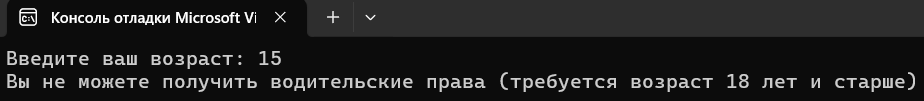 Консоль отладки Microsoft Vi
Введите ваш возраст: 15
Вы не можете получить водительские права (требуется возраст 18 лет и старше)